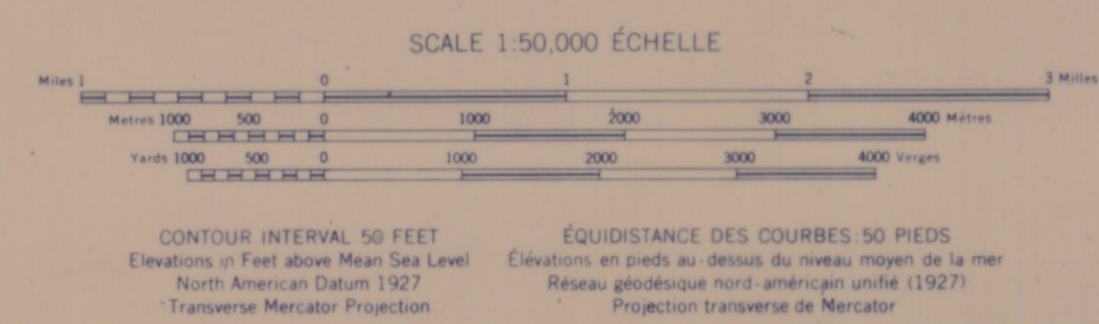 SCALE 1:50,000 ÉCHELLE
Miles 1 0 1 2 3 Milles
Metres 1000 500 0 1000 2000 3000 4000 Mètres
Yards 1000 500 0 1000 2000 3000 4000 Verges
CONTOUR INTERVAL 50 FEET
Elevations in Feet above Mean Sea Level
North American Datum 1927
Transverse Mercator Projection
ÉQUIDISTANCE DES COURBES: 50 PIEDS
Élévations en pieds au-dessus du niveau moyen de la mer
Réseau géodésique nord-américain unifié (1927)
Projection transverse de Mercator